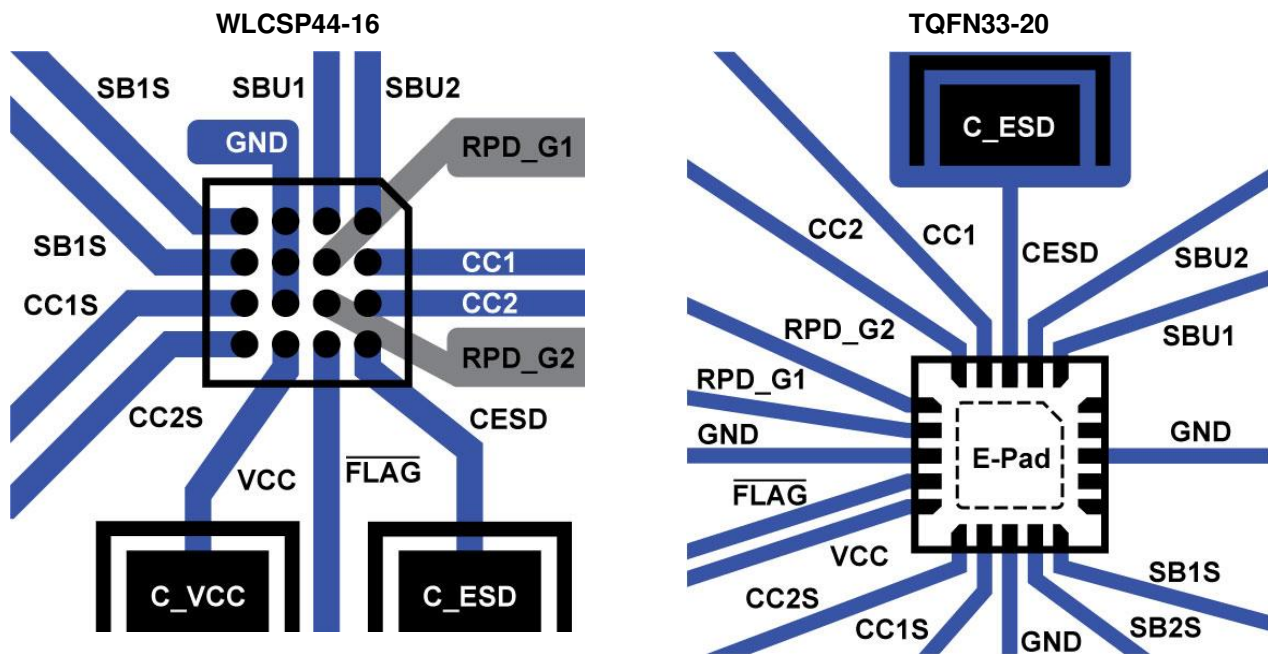 WLCSP44-16
SB1S
SBU1
SBU2
GND
RPD_G1
SB1S
CC1
CC1S
CC2
RPD_G2
CC2S
CESD
VCC
FLAG
C_VCC
C_ESD
TQFN33-20
C_ESD
CC2
CC1
CESD
SBU2
RPD_G2
SBU1
RPD_G1
GND
GND
E-Pad
FLAG
VCC
SB1S
CC2S
CC1S
GND
SB2S